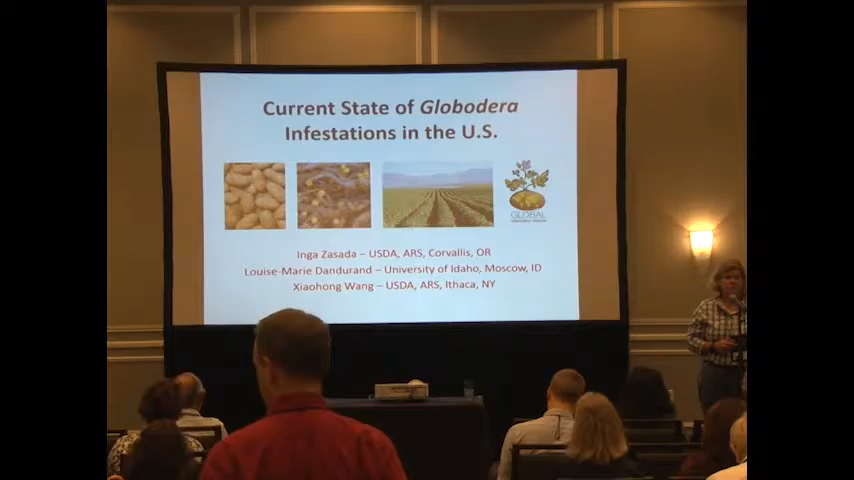 Current State of Globodera
Infestations in the U.S.
GLOBAL
Inga Zasada – USDA, ARS, Corvallis, OR
Louise-Marie Dandurand – University of Idaho, Moscow, ID
Xiaohong Wang – USDA, ARS, Ithaca, NY